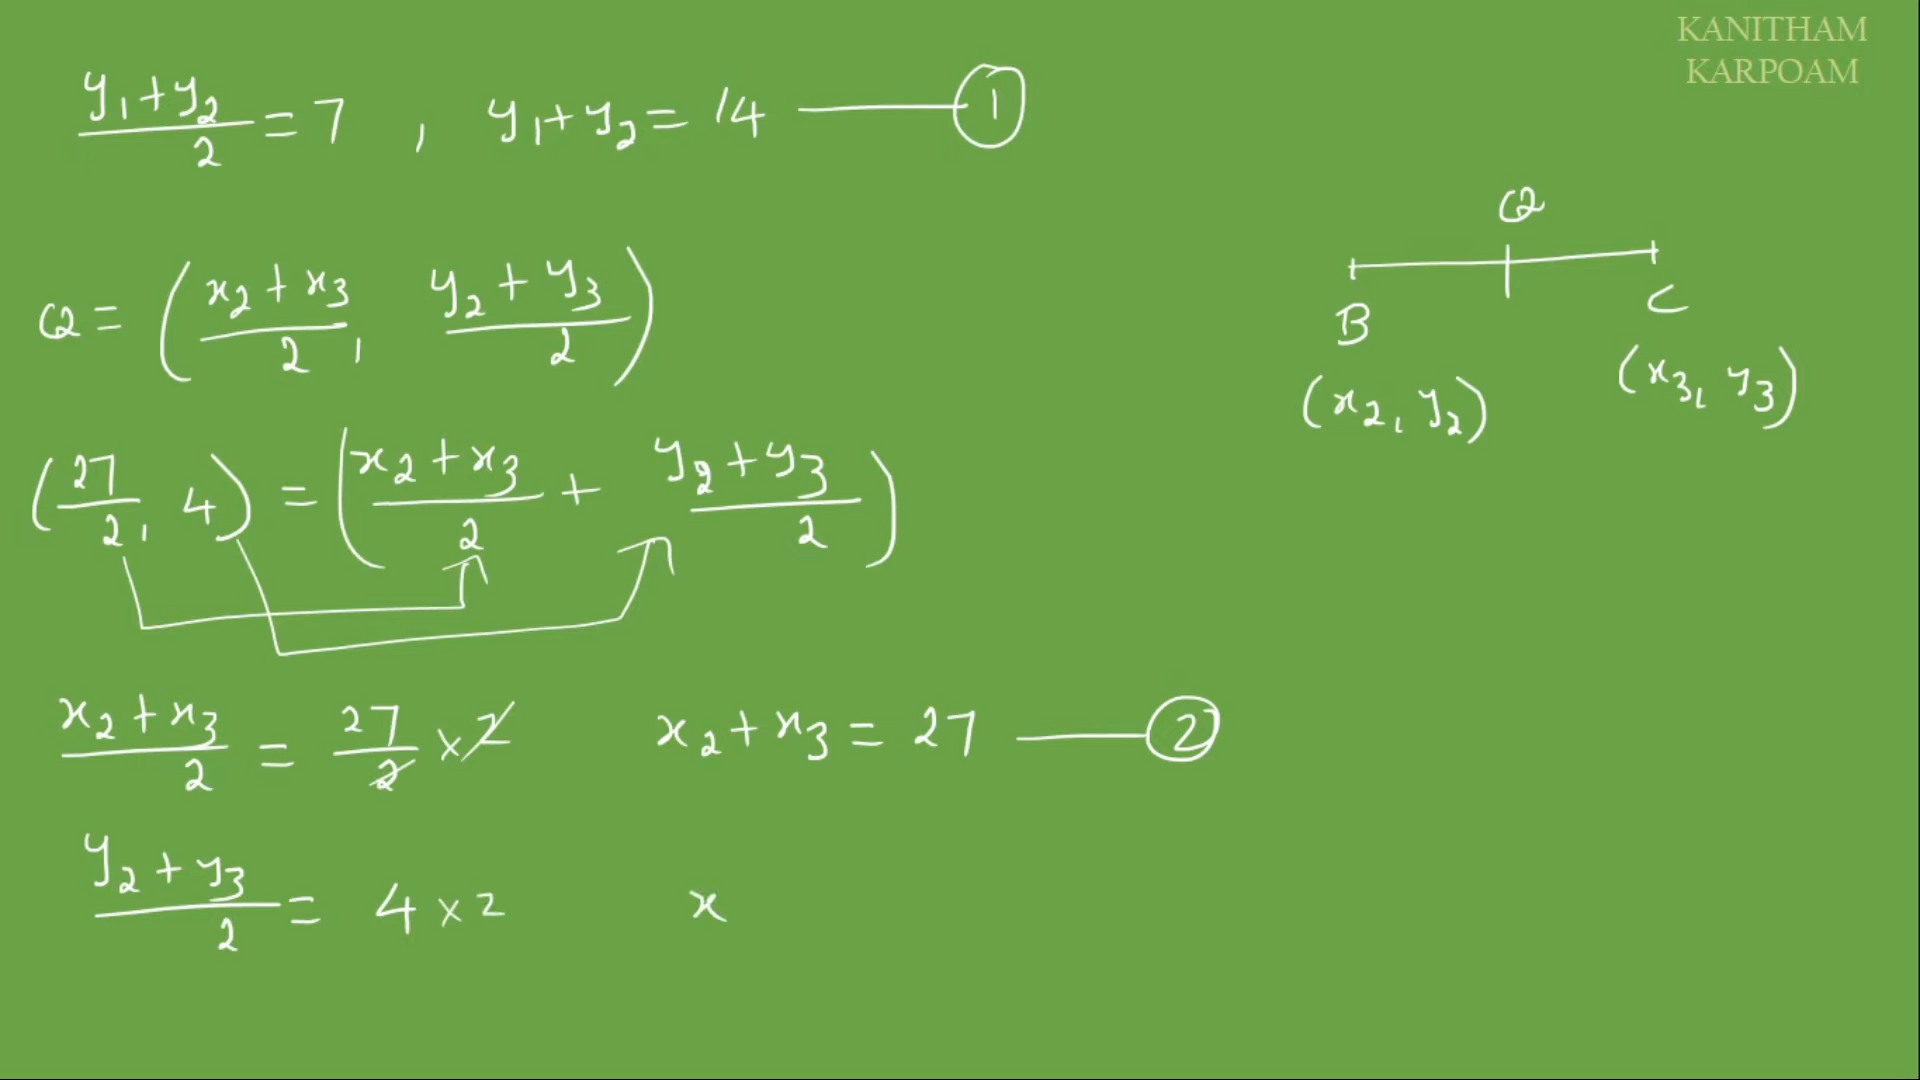 KANITHAM
KARPOAM
(y₁+y₂)/2 = 7 , y₁+y₂ = 14 —— ①
Q
Q = ((x₂+x₃)/2, (y₂+y₃)/2)
B C
(x₂, y₂) (x₃, y₃)
(27/2, 4) = ((x₂+x₃)/2 + (y₂+y₃)/2)
(x₂+x₃)/2 = 27/2 × 2 x₂+x₃ = 27 —— ②
(y₂+y₃)/2 = 4 × 2 x